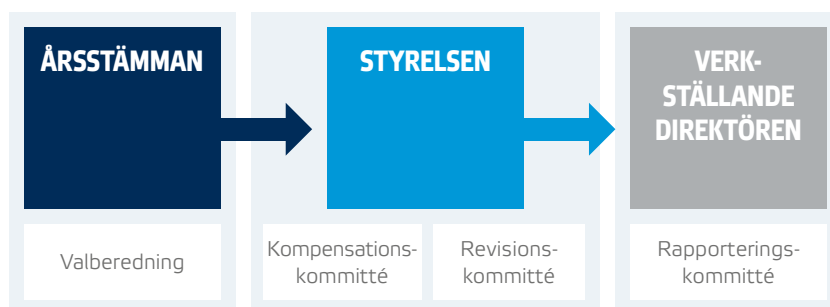 ÅRSSTÄMMAN
STYRELSEN
VERK-
STÄLLANDE
DIREKTÖREN
Valberedning
Kompensations-
kommitté
Revisions-
kommitté
Rapporterings-
kommitté